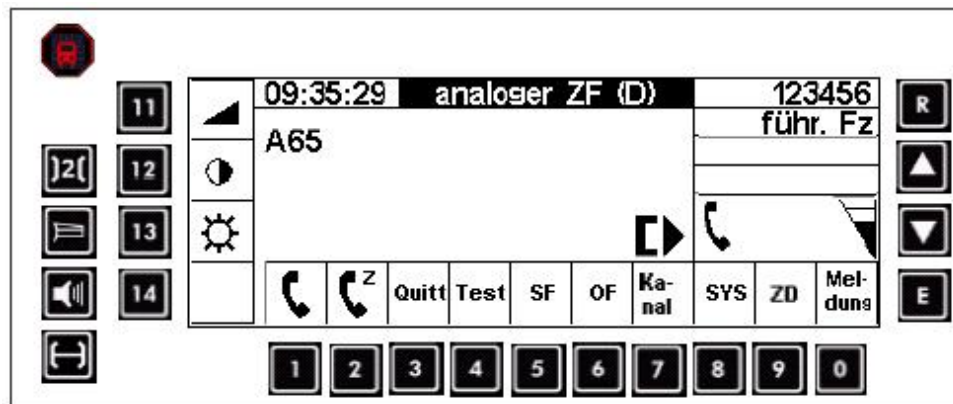 11
09:35:29 analoger ZF (D) 123456
R
führ. Fz
A65
)2( 12
13
14
Z Quitt Test SF OF Ka-
nal SYS ZD Mel-
dung
E
1 2 3 4 5 6 7 8 9 0